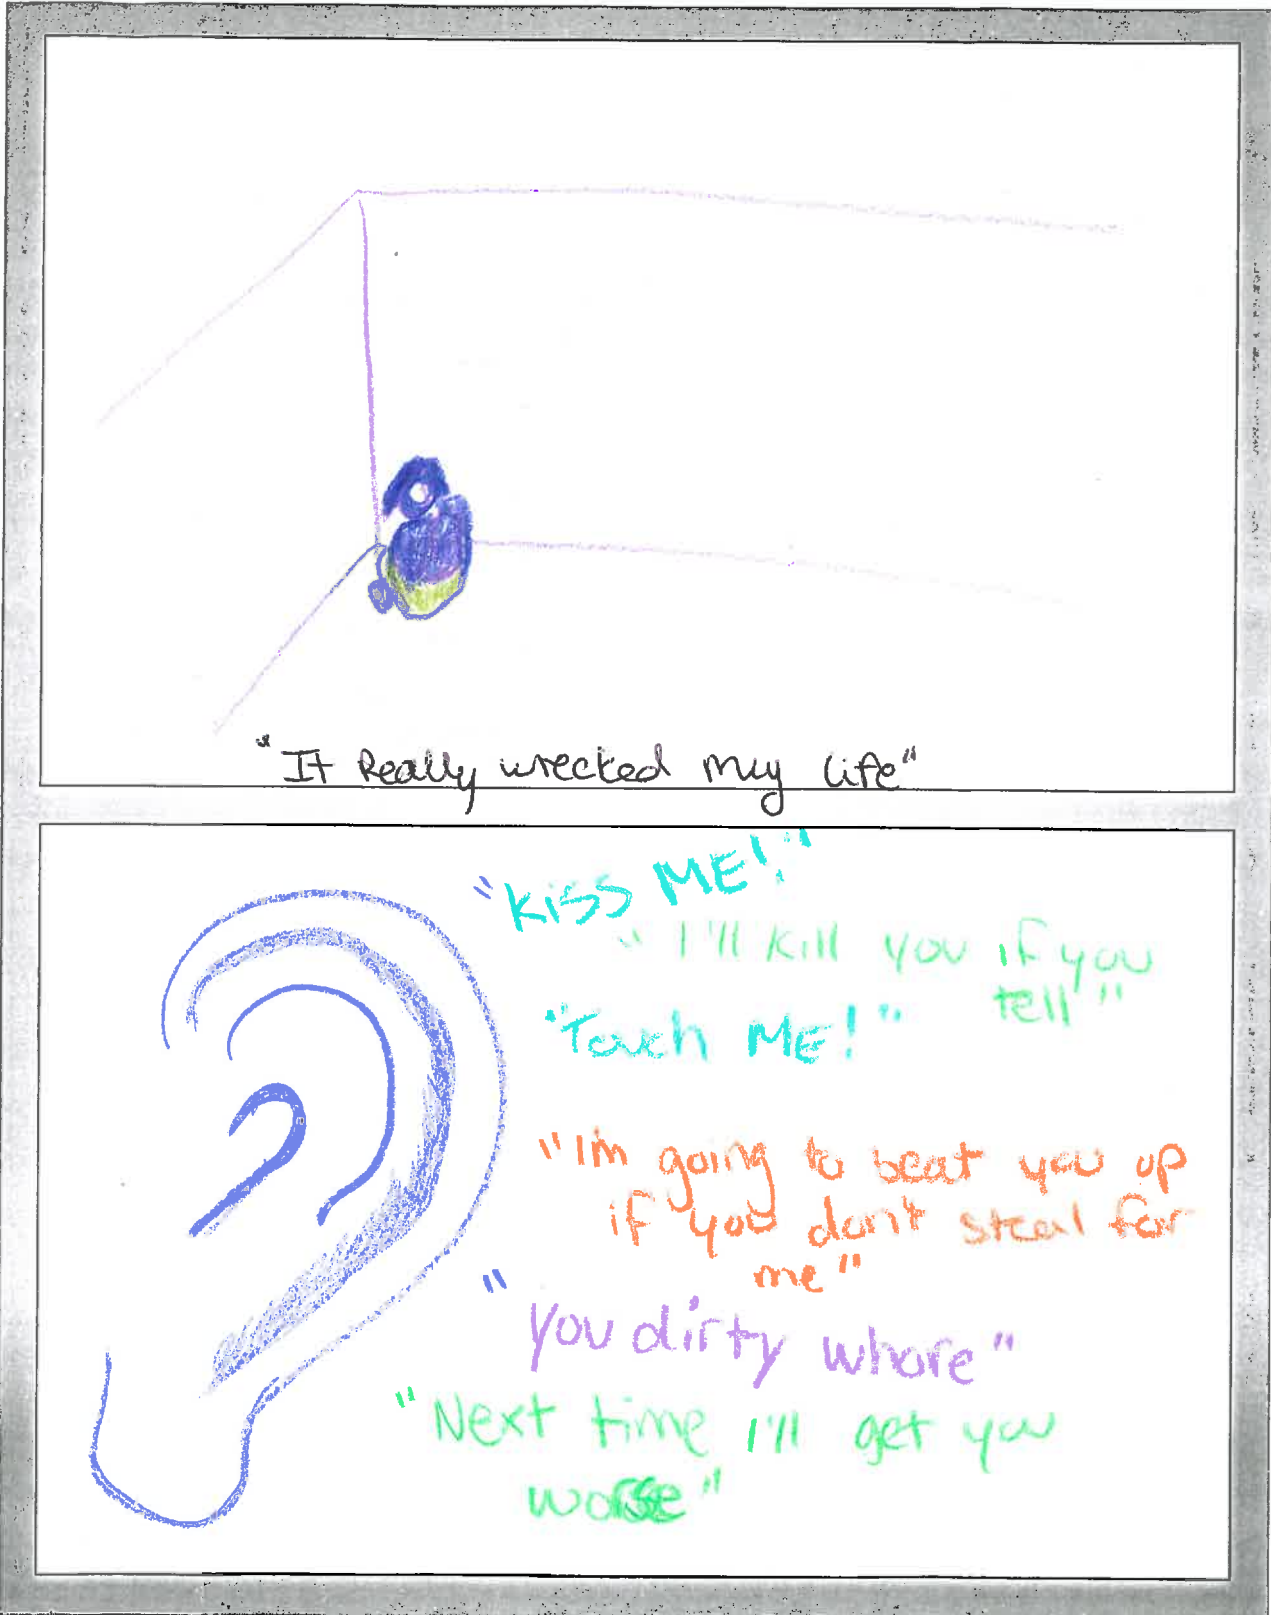 "It Really wrecked my life"
"Kiss ME!"
"I'll kill you if you
tell"
"Touch ME!"
"I'm going to beat you up
if you don't steal for
me"
"You dirty whore"
"Next time I'll get you
worse"